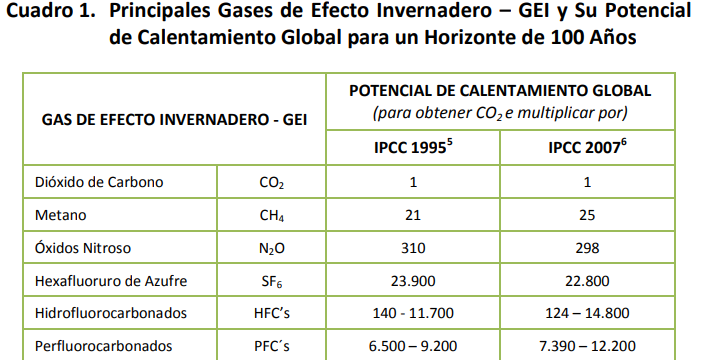 Cuadro 1. Principales Gases de Efecto Invernadero – GEI y Su Potencial
de Calentamiento Global para un Horizonte de 100 Años
GAS DE EFECTO INVERNADERO - GEI
POTENCIAL DE CALENTAMIENTO GLOBAL
(para obtener CO₂ e multiplicar por)
IPCC 1995⁵ IPCC 2007⁶
Dióxido de Carbono CO₂ 1 1
Metano CH₄ 21 25
Óxidos Nitroso N₂O 310 298
Hexafluoruro de Azufre SF₆ 23.900 22.800
Hidrofluorocarbonados HFC’s 140 - 11.700 124 – 14.800
Perfluorocarbonados PFC´s 6.500 – 9.200 7.390 – 12.200